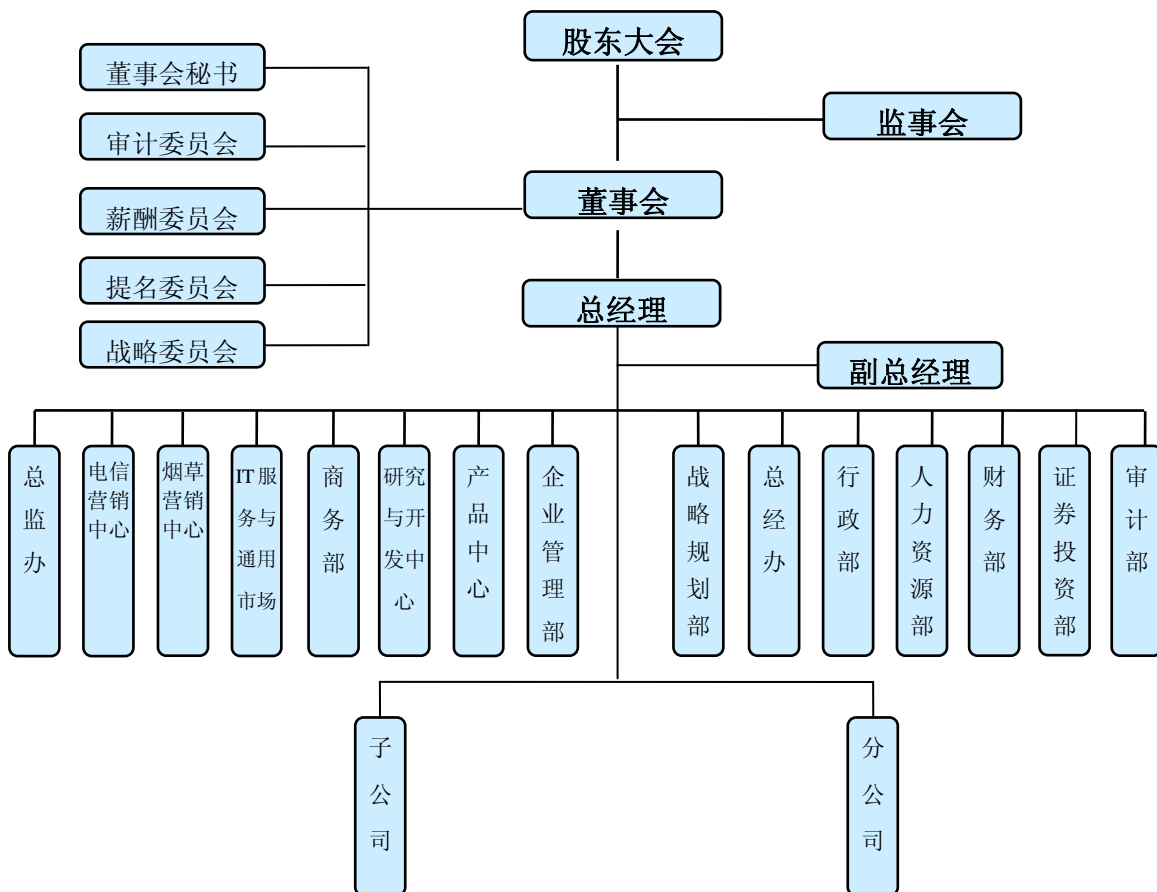 股东大会
董事会秘书
监事会
审计委员会
董事会
薪酬委员会
提名委员会
总经理
战略委员会
副总经理
总监办
电信
营销
中心
烟草
营销
中心
IT服
务与
通用
市场
商务部
研究
与开
发中
心
产品中心
企业管理部
战略规划部
总经办
行政部
人力资源部
财务部
证券投资部
审计部
子公司
分公司